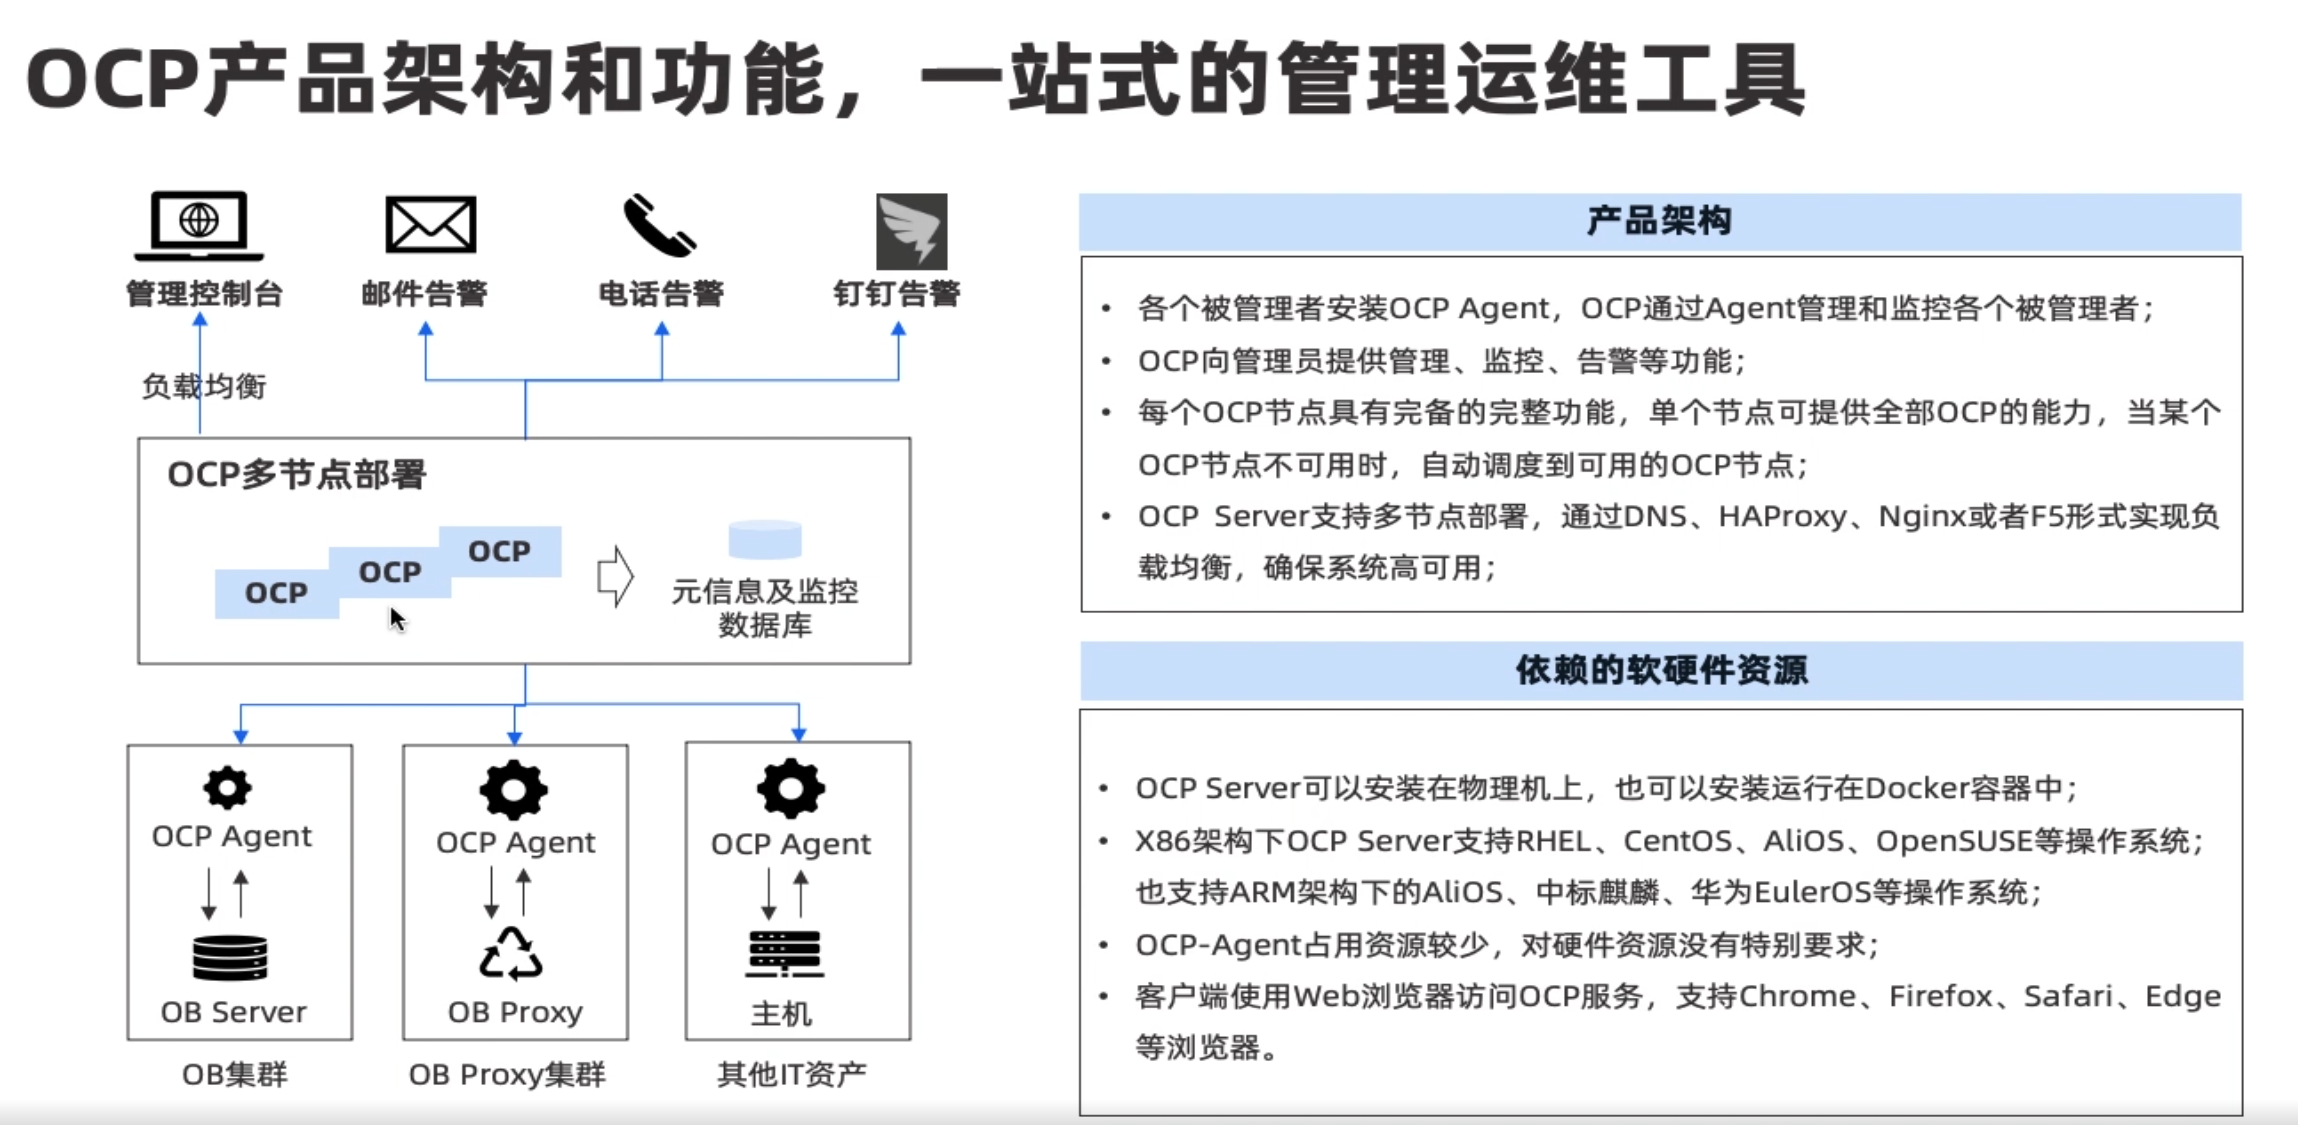 OCP产品架构和功能，一站式的管理运维工具
管理控制台
邮件告警
电话告警
钉钉告警
负载均衡
OCP多节点部署
OCP
OCP
OCP
元信息及监控
数据库
OCP Agent
OB Server
OB集群
OCP Agent
OB Proxy
OB Proxy集群
OCP Agent
主机
其他IT资产
产品架构
• 各个被管理者安装OCP Agent，OCP通过Agent管理和监控各个被管理者；
• OCP向管理员提供管理、监控、告警等功能；
• 每个OCP节点具有完备的完整功能，单个节点可提供全部OCP的能力，当某个
OCP节点不可用时，自动调度到可用的OCP节点；
• OCP Server支持多节点部署，通过DNS、HAProxy、Nginx或者F5形式实现负
载均衡，确保系统高可用；
依赖的软硬件资源
• OCP Server可以安装在物理机上，也可以安装运行在Docker容器中；
• X86架构下OCP Server支持RHEL、CentOS、AliOS、OpenSUSE等操作系统；
也支持ARM架构下的AliOS、中标麒麟、华为EulerOS等操作系统；
• OCP-Agent占用资源较少，对硬件资源没有特别要求；
• 客户端使用Web浏览器访问OCP服务，支持Chrome、Firefox、Safari、Edge
等浏览器。